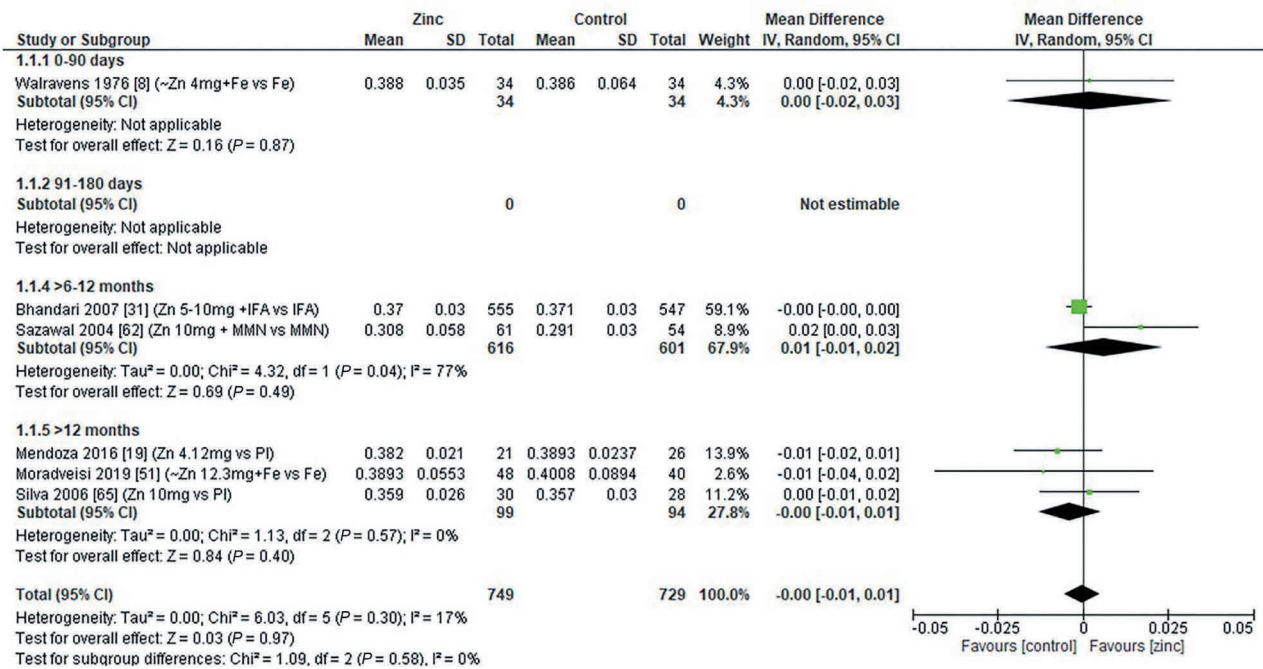 Zinc Control Mean Difference Mean Difference
Study or Subgroup Mean SD Total Mean SD Total Weight IV, Random, 95% CI IV, Random, 95% CI
1.1.1 0-90 days
Walravens 1976 [8] (~Zn 4mg+Fe vs Fe) 0.388 0.035 34 0.386 0.064 34 4.3% 0.00 [-0.02, 0.03]
Subtotal (95% CI) 34 34 4.3% 0.00 [-0.02, 0.03]
Heterogeneity: Not applicable
Test for overall effect: Z = 0.16 (P = 0.87)
1.1.2 91-180 days
Subtotal (95% CI) 0 0 Not estimable
Heterogeneity: Not applicable
Test for overall effect: Not applicable
1.1.4 >6-12 months
Bhandari 2007 [31] (Zn 5-10mg +IFA vs IFA) 0.37 0.03 555 0.371 0.03 547 59.1% -0.00 [-0.00, 0.00]
Sazawal 2004 [62] (Zn 10mg + MMN vs MMN) 0.308 0.058 61 0.291 0.03 54 8.9% 0.02 [0.00, 0.03]
Subtotal (95% CI) 616 601 67.9% 0.01 [-0.01, 0.02]
Heterogeneity: Tau² = 0.00; Chi² = 4.32, df = 1 (P = 0.04); I² = 77%
Test for overall effect: Z = 0.69 (P = 0.49)
1.1.5 >12 months
Mendoza 2016 [19] (Zn 4.12mg vs Pl) 0.382 0.021 21 0.3893 0.0237 26 13.9% -0.01 [-0.02, 0.01]
Moradveisi 2019 [51] (~Zn 12.3mg+Fe vs Fe) 0.3893 0.0553 48 0.4008 0.0894 40 2.6% -0.01 [-0.04, 0.02]
Silva 2006 [65] (Zn 10mg vs Pl) 0.359 0.026 30 0.357 0.03 28 11.2% 0.00 [-0.01, 0.02]
Subtotal (95% CI) 99 94 27.8% -0.00 [-0.01, 0.01]
Heterogeneity: Tau² = 0.00; Chi² = 1.13, df = 2 (P = 0.57); I² = 0%
Test for overall effect: Z = 0.84 (P = 0.40)
Total (95% CI) 749 729 100.0% -0.00 [-0.01, 0.01]
Heterogeneity: Tau² = 0.00; Chi² = 6.03, df = 5 (P = 0.30); I² = 17%
Test for overall effect: Z = 0.03 (P = 0.97)
Test for subgroup differences: Chi² = 1.09, df = 2 (P = 0.58), I² = 0%
-0.05 -0.025 0 0.025 0.05
Favours [control] Favours [zinc]